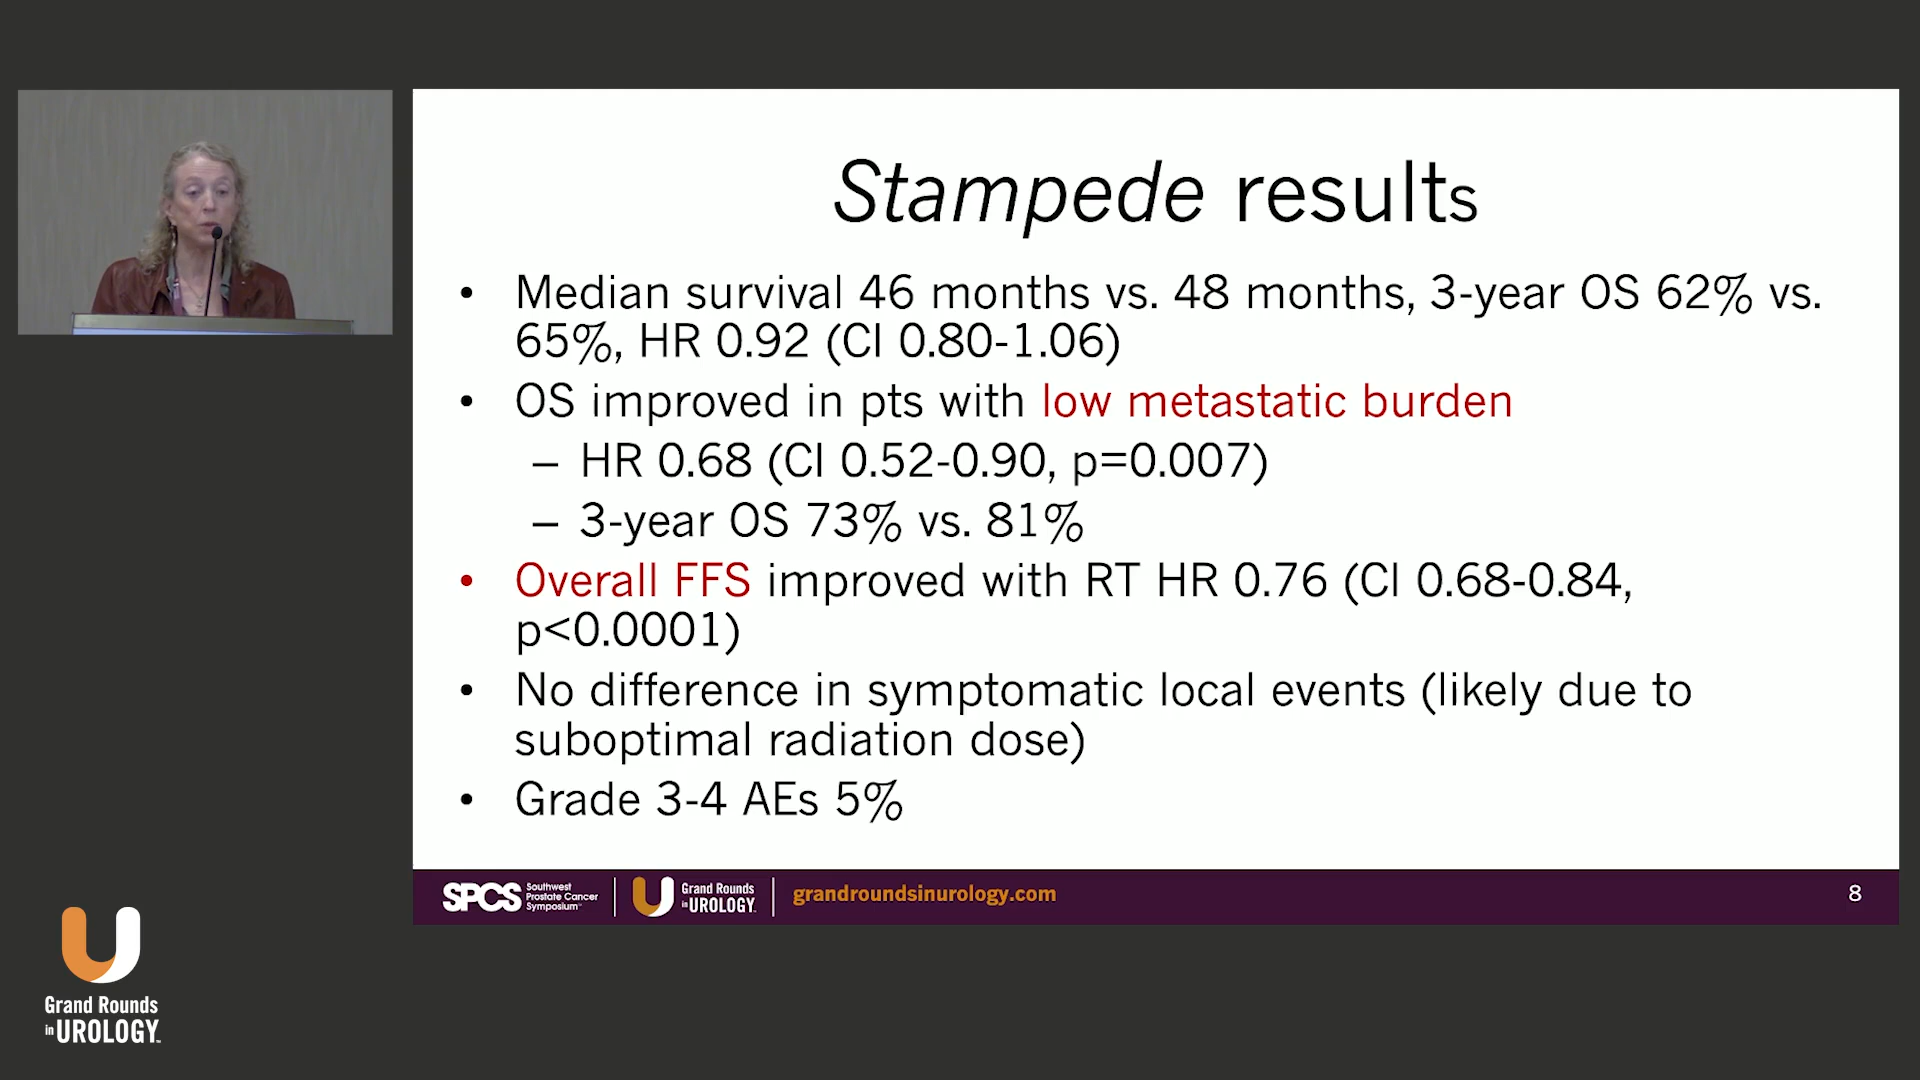 Stampede results
• Median survival 46 months vs. 48 months, 3-year OS 62% vs.
65%, HR 0.92 (CI 0.80-1.06)
• OS improved in pts with low metastatic burden
– HR 0.68 (CI 0.52-0.90, p=0.007)
– 3-year OS 73% vs. 81%
• Overall FFS improved with RT HR 0.76 (CI 0.68-0.84,
p<0.0001)
• No difference in symptomatic local events (likely due to
suboptimal radiation dose)
• Grade 3-4 AEs 5%
SPCS Southwest
Prostate Cancer
Symposium™
Grand Rounds
in UROLOGY™
grandroundsinurology.com
8
Grand Rounds
in UROLOGY™